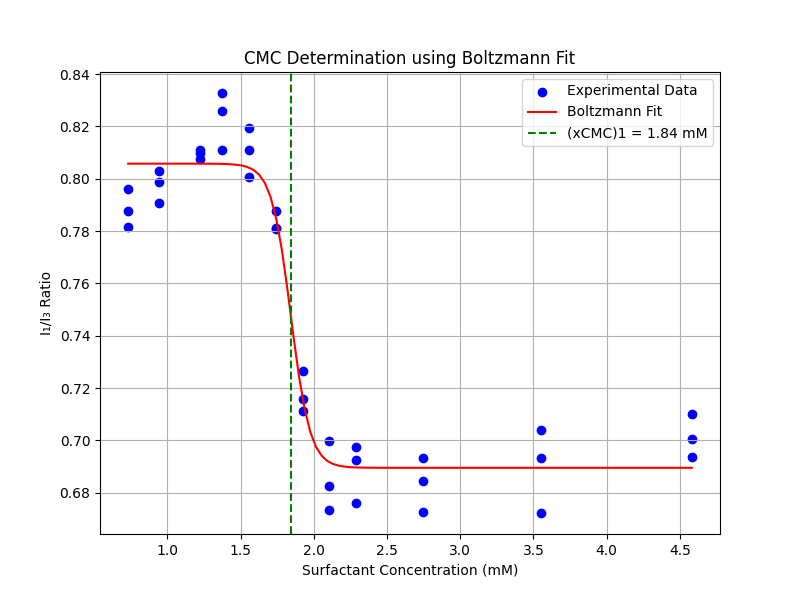 CMC Determination using Boltzmann Fit
Experimental Data
Boltzmann Fit
(xCMC)1 = 1.84 mM
0.84
0.82
0.80
0.78
0.76
0.74
0.72
0.70
0.68
I₁/I₃ Ratio
1.0 1.5 2.0 2.5 3.0 3.5 4.0 4.5
Surfactant Concentration (mM)